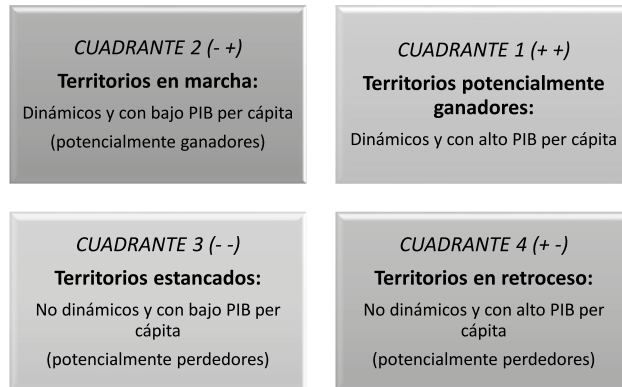 CUADRANTE 2 (- +)
Territorios en marcha:
Dinámicos y con bajo PIB per cápita
(potencialmente ganadores)
CUADRANTE 1 (+ +)
Territorios potencialmente
ganadores:
Dinámicos y con alto PIB per cápita
CUADRANTE 3 (- -)
Territorios estancados:
No dinámicos y con bajo PIB per
cápita
(potencialmente perdedores)
CUADRANTE 4 (+ -)
Territorios en retroceso:
No dinámicos y con alto PIB per
cápita
(potencialmente perdedores)